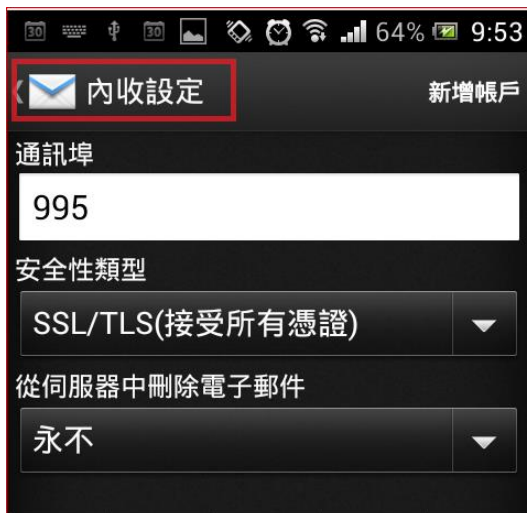 30 30 64% 9:53
內收設定 新增帳戶
通訊埠
995
安全性類型
SSL/TLS(接受所有憑證)
從伺服器中刪除電子郵件
永不